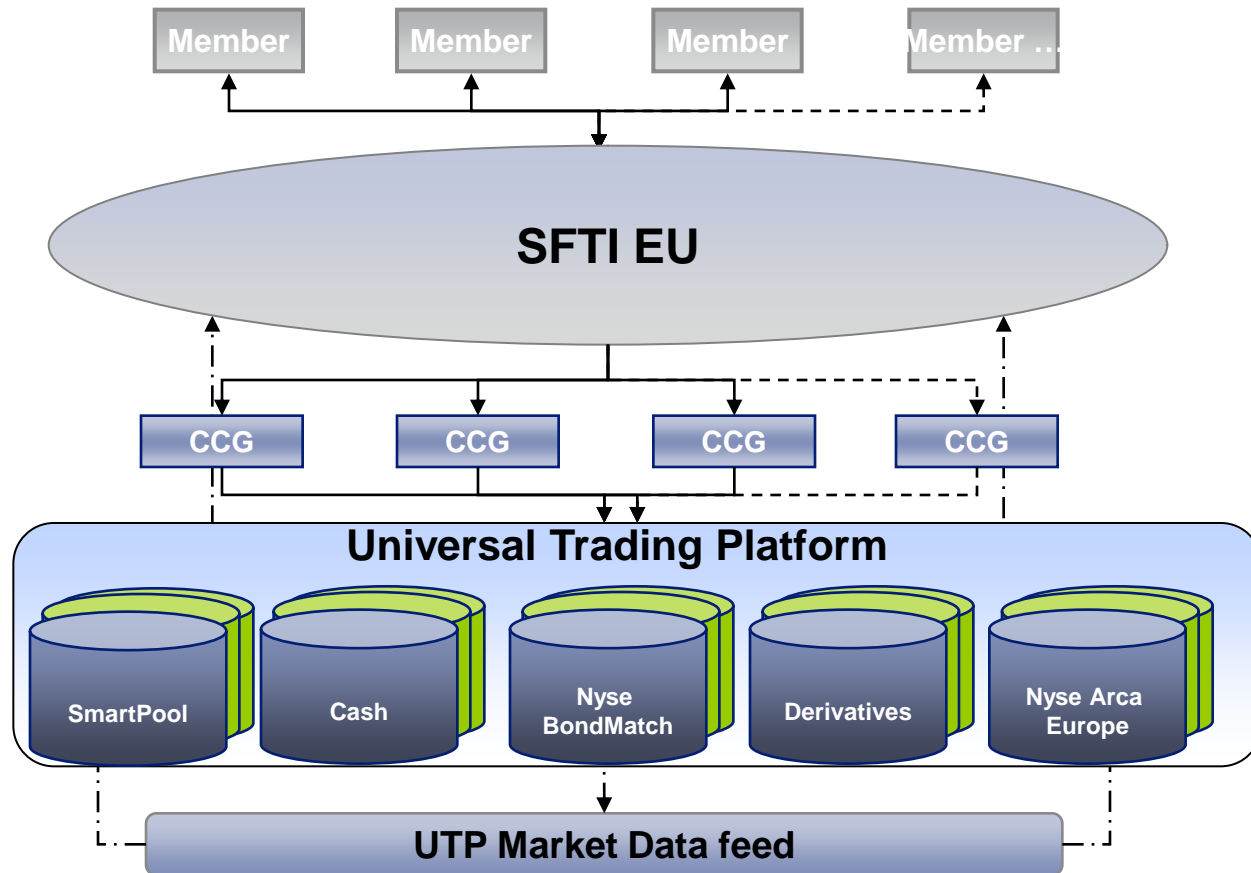 Member
Member
Member
Member ...
SFTI EU
CCG
CCG
CCG
CCG
Universal Trading Platform
SmartPool
Cash
Nyse
BondMatch
Derivatives
Nyse Arca
Europe
UTP Market Data feed